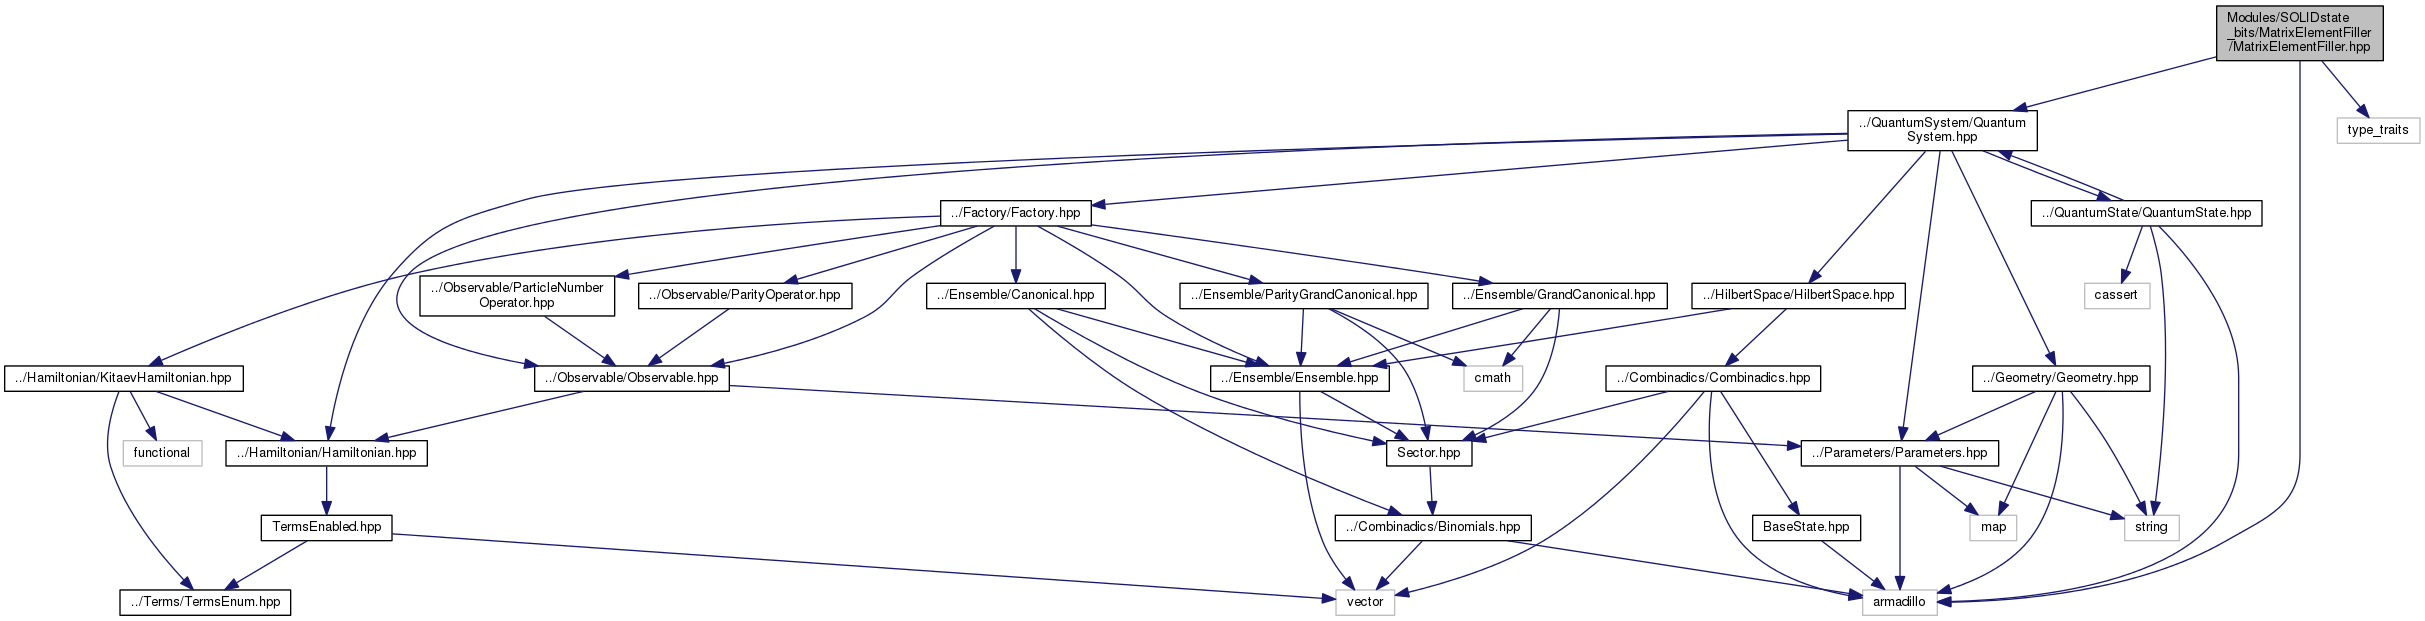 Modules/SOLIDstate
_bits/MatrixElementFiller
/MatrixElementFiller.hpp
../QuantumSystem/Quantum
System.hpp
type_traits
../Factory/Factory.hpp
../QuantumState/QuantumState.hpp
../Observable/ParticleNumber
Operator.hpp
../Observable/ParityOperator.hpp
../Ensemble/Canonical.hpp
../Ensemble/ParityGrandCanonical.hpp
../Ensemble/GrandCanonical.hpp
../HilbertSpace/HilbertSpace.hpp
cassert
../Hamiltonian/KitaevHamiltonian.hpp
../Observable/Observable.hpp
../Ensemble/Ensemble.hpp
cmath
../Combinadics/Combinadics.hpp
../Geometry/Geometry.hpp
functional
../Hamiltonian/Hamiltonian.hpp
Sector.hpp
../Parameters/Parameters.hpp
TermsEnabled.hpp
../Combinadics/Binomials.hpp
BaseState.hpp
map
string
../Terms/TermsEnum.hpp
vector
armadillo